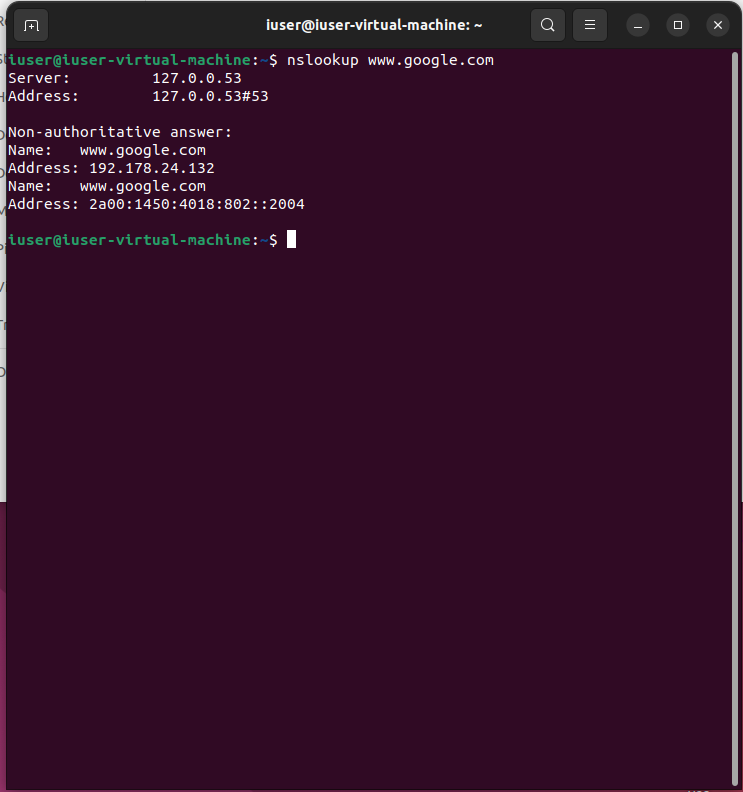 iuser@iuser-virtual-machine: ~
iuser@iuser-virtual-machine:~$ nslookup www.google.com
Server:         127.0.0.53
Address:        127.0.0.53#53
Non-authoritative answer:
Name:   www.google.com
Address: 192.178.24.132
Name:   www.google.com
Address: 2a00:1450:4018:802::2004
iuser@iuser-virtual-machine:~$